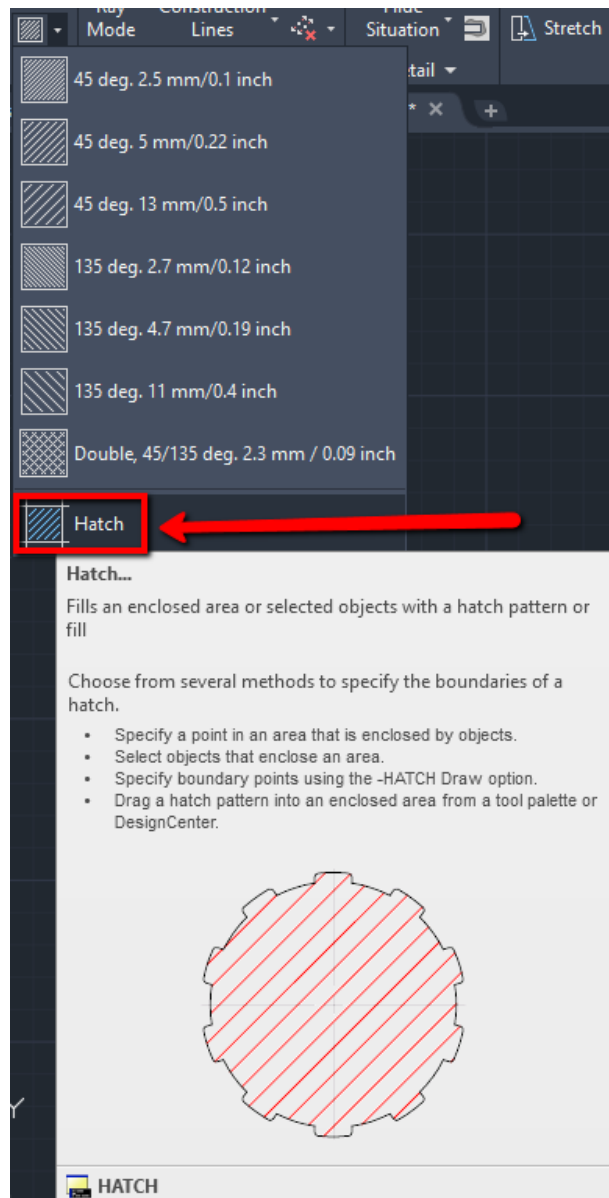 Ray
Mode
Construction
Lines
Hide
Situation
Stretch
tail
*
45 deg. 2.5 mm/0.1 inch
45 deg. 5 mm/0.22 inch
45 deg. 13 mm/0.5 inch
135 deg. 2.7 mm/0.12 inch
135 deg. 4.7 mm/0.19 inch
135 deg. 11 mm/0.4 inch
Double, 45/135 deg. 2.3 mm / 0.09 inch
Hatch
Hatch...
Fills an enclosed area or selected objects with a hatch pattern or
fill
Choose from several methods to specify the boundaries of a
hatch.
• Specify a point in an area that is enclosed by objects.
• Select objects that enclose an area.
• Specify boundary points using the -HATCH Draw option.
• Drag a hatch pattern into an enclosed area from a tool palette or
DesignCenter.
Y
HATCH